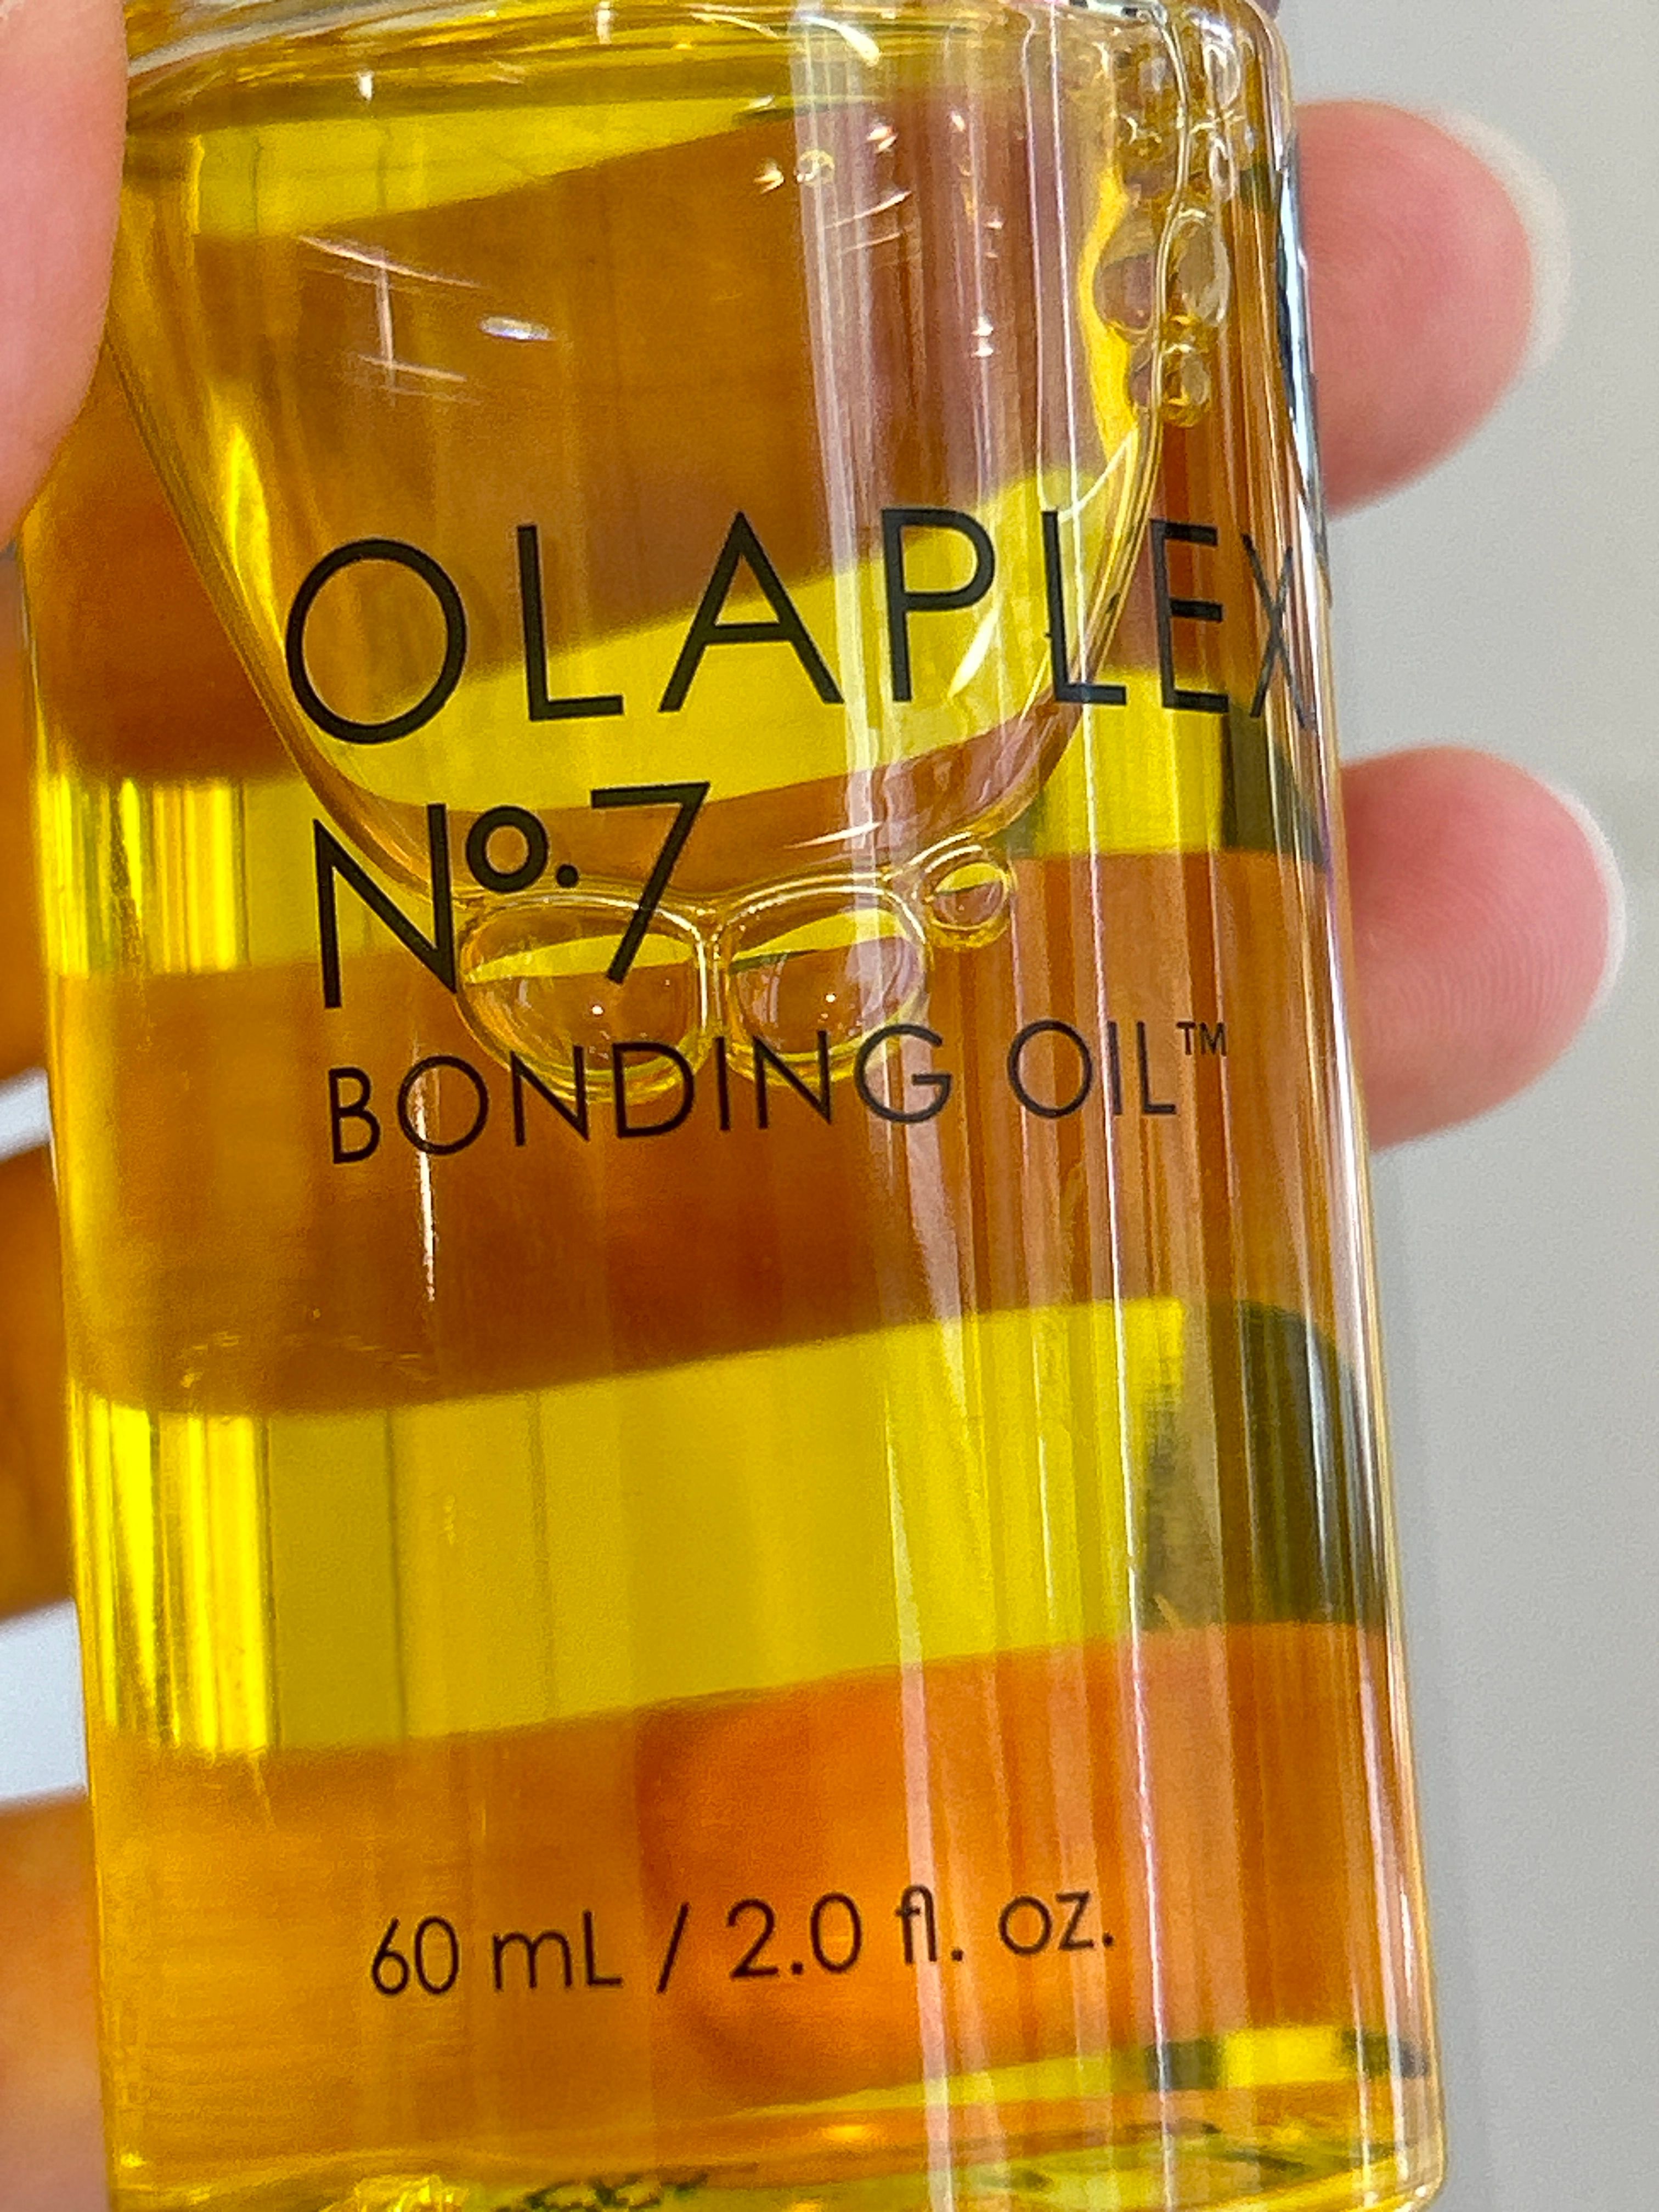 OLAPLEX
Nº.7
BONDING OIL™
60 mL / 2.0 fl. oz.